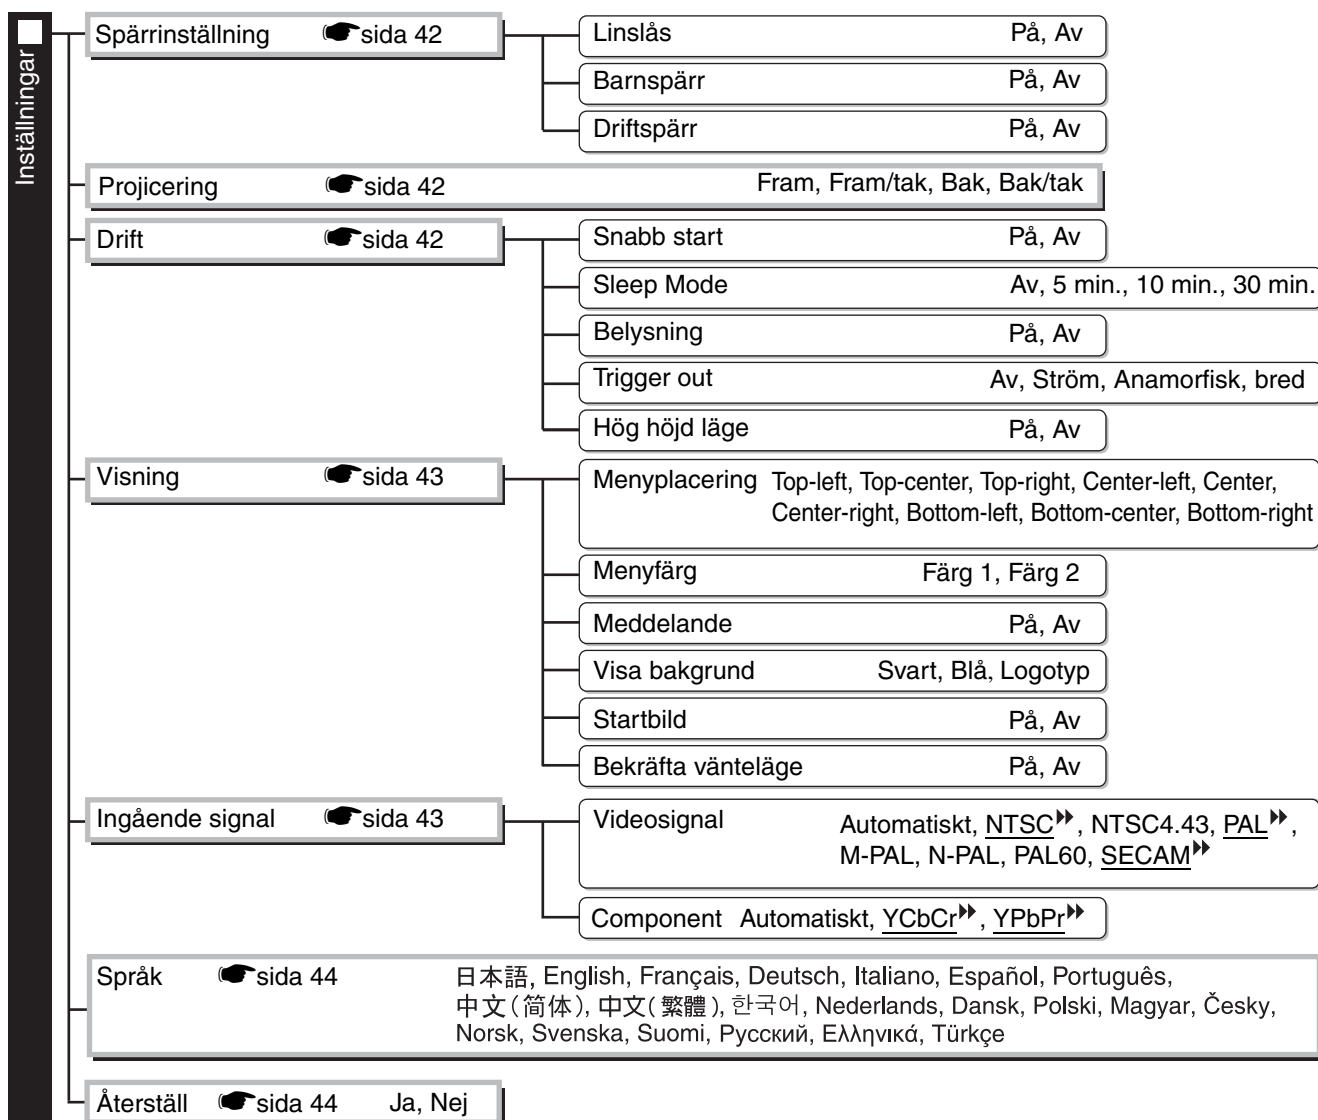 Inställningar
Spärrinställning sida 42
Linslås På, Av
Barnspärr På, Av
Driftspärr På, Av
Projicering sida 42 Fram, Fram/tak, Bak, Bak/tak
Drift sida 42
Snabb start På, Av
Sleep Mode Av, 5 min., 10 min., 30 min.
Belysning På, Av
Trigger out Av, Ström, Anamorfisk, bred
Hög höjd läge På, Av
Visning sida 43
Menyplacering Top-left, Top-center, Top-right, Center-left, Center,
Center-right, Bottom-left, Bottom-center, Bottom-right
Menyfärg Färg 1, Färg 2
Meddelande På, Av
Visa bakgrund Svart, Blå, Logotyp
Startbild På, Av
Bekräfta vänteläge På, Av
Ingående signal sida 43
Videosignal Automatiskt, NTSC, NTSC4.43, PAL,
M-PAL, N-PAL, PAL60, SECAM
Component Automatiskt, YCbCr, YPbPr
Språk sida 44 日本語, English, Français, Deutsch, Italiano, Español, Português,
中文(简体), 中文(繁體), 한국어, Nederlands, Dansk, Polski, Magyar, Česky,
Norsk, Svenska, Suomi, Русский, Ελληνικά, Türkçe
Återställ sida 44 Ja, Nej